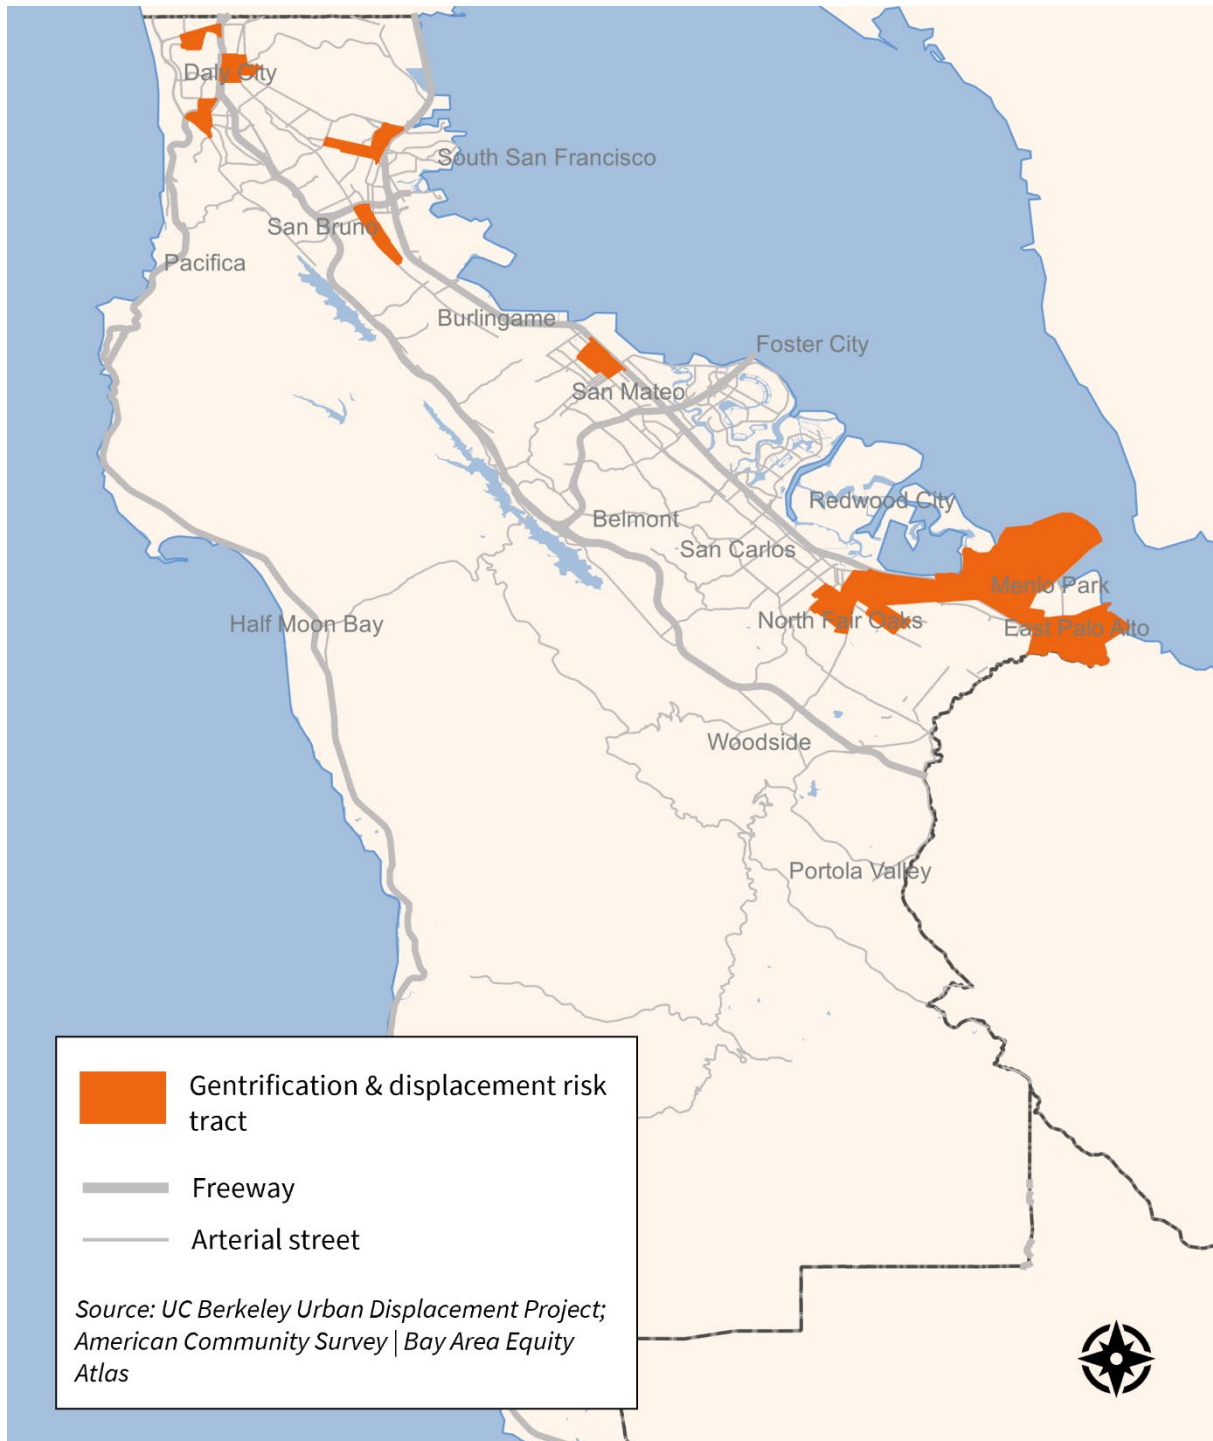 Daly City
South San Francisco
San Bruno
Pacifica
Burlingame
Foster City
San Mateo
Redwood City
Belmont
San Carlos
Menlo Park
North Fair Oaks
East Palo Alto
Half Moon Bay
Woodside
Portola Valley
Gentrification & displacement risk
tract
Freeway
Arterial street
Source: UC Berkeley Urban Displacement Project;
American Community Survey | Bay Area Equity
Atlas